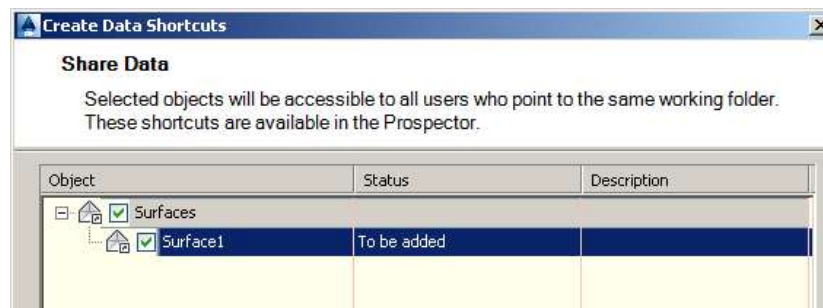 Create Data Shortcuts
Share Data
Selected objects will be accessible to all users who point to the same working folder.
These shortcuts are available in the Prospector.
Object Status Description
Surfaces
Surface1 To be added